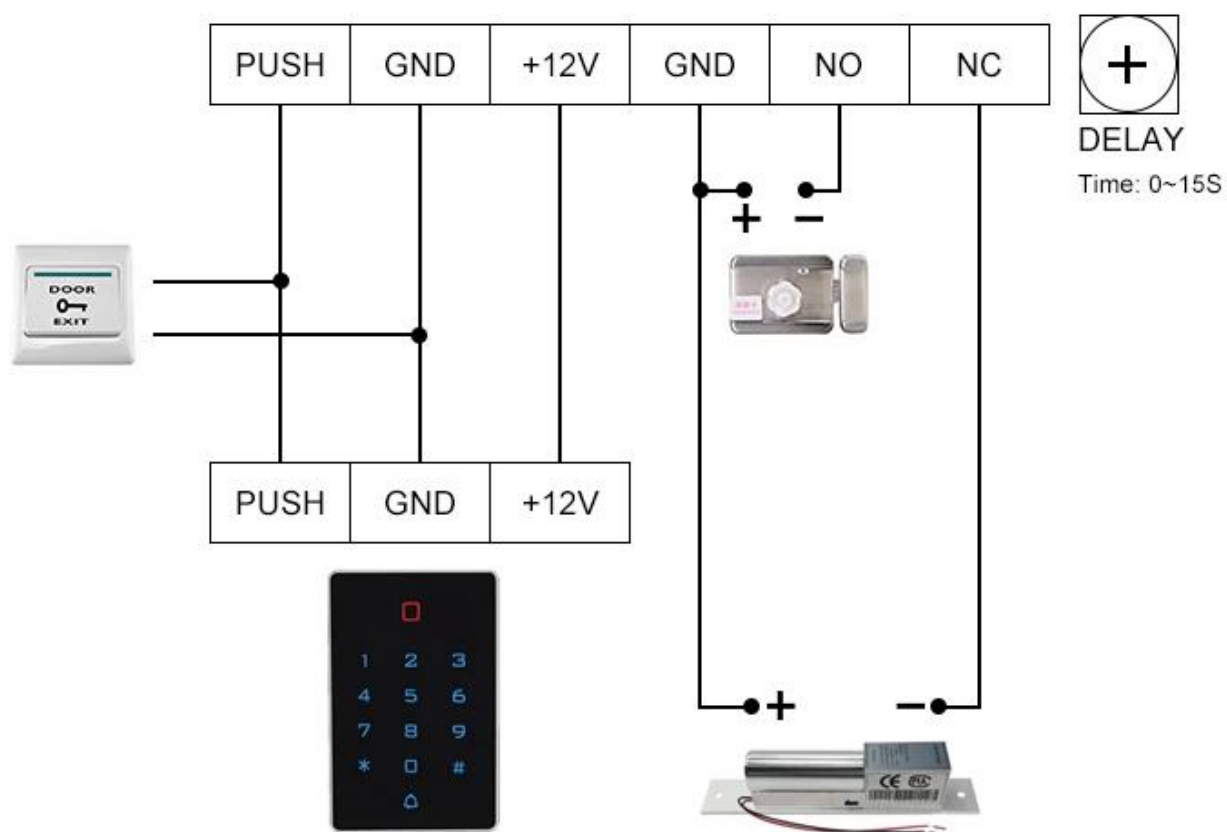 PUSH GND +12V GND NO NC
+
DELAY
Time: 0~15S
+ −
DOOR
EXIT
PUSH GND +12V
1 2 3
4 5 6
7 8 9
* 0 #
+ −
CE